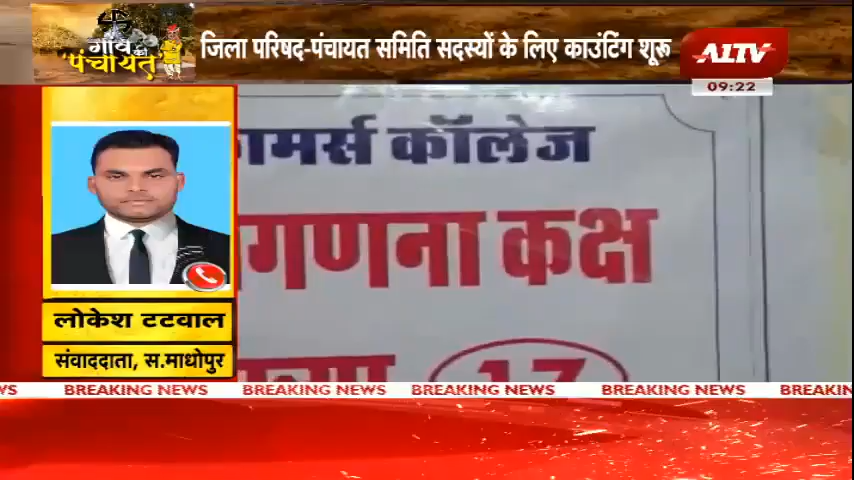 गांव की
पंचायत
जिला परिषद-पंचायत समिति सदस्यों के लिए काउंटिंग शुरू
A1TV
09:22
कामर्स कॉलेज
गणना कक्ष
17
लोकेश टटवाल
संवाददाता, स.माधोपुर
BREAKING NEWS BREAKING NEWS BREAKING NEWS BREAKING NEWS